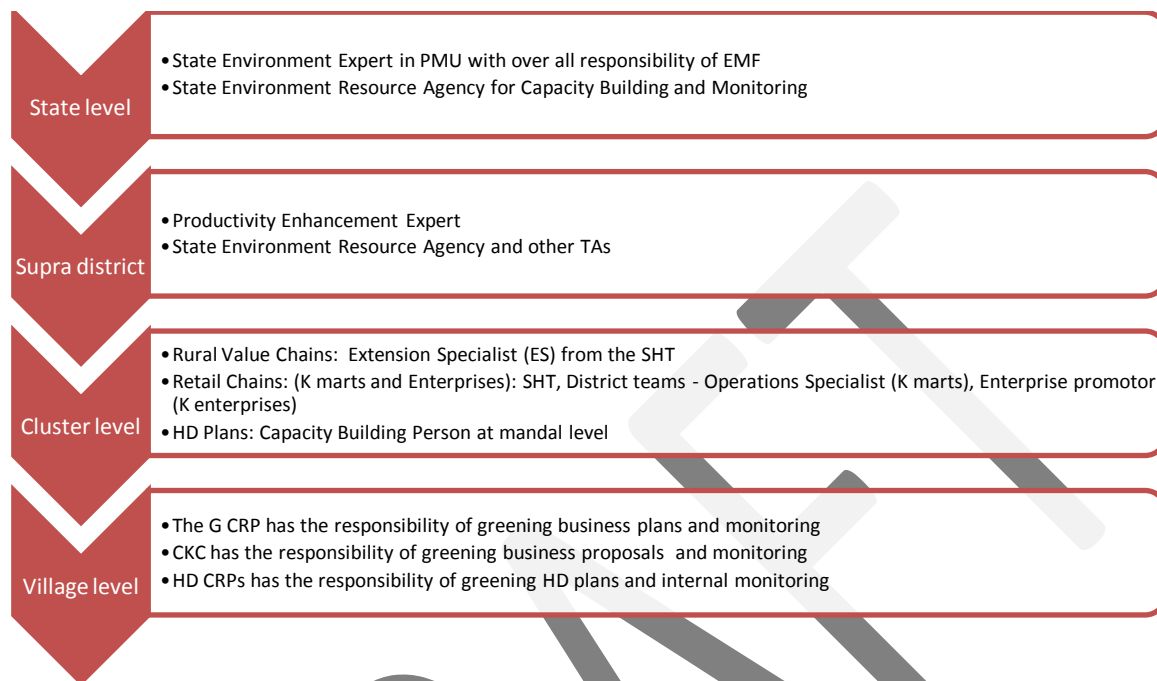 State level
•State Environment Expert in PMU with over all responsibility of EMF
•State Environment Resource Agency for Capacity Building and Monitoring
Supra district
•Productivity Enhancement Expert
•State Environment Resource Agency and other TAs
Cluster level
•Rural Value Chains: Extension Specialist (ES) from the SHT
•Retail Chains: (K marts and Enterprises): SHT, District teams - Operations Specialist (K marts), Enterprise promotor
(K enterprises)
•HD Plans: Capacity Building Person at mandal level
Village level
•The G CRP has the responsibility of greening business plans and monitoring
•CKC has the responsibility of greening business proposals and monitoring
•HD CRPs has the responsibility of greening HD plans and internal monitoring